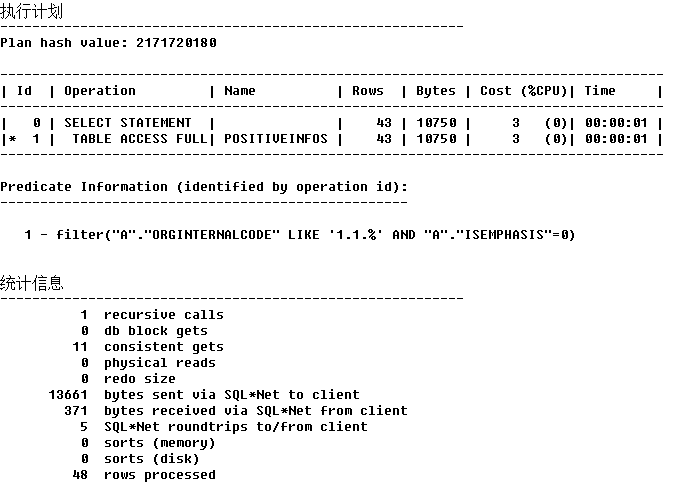 执行计划
----------------------------------------------------------
Plan hash value: 2171720180

-----------------------------------------------------------------------------------
| Id  | Operation         | Name          | Rows  | Bytes | Cost (%CPU)| Time     |
-----------------------------------------------------------------------------------
|   0 | SELECT STATEMENT  |               |    43 | 10750 |     3   (0)| 00:00:01 |
|*  1 |  TABLE ACCESS FULL| POSITIVEINFOS |    43 | 10750 |     3   (0)| 00:00:01 |
-----------------------------------------------------------------------------------

Predicate Information (identified by operation id):
---------------------------------------------------

   1 - filter("A"."ORGINTERNALCODE" LIKE '1.1.%' AND "A"."ISEMPHASIS"=0)

统计信息
----------------------------------------------------------
          1  recursive calls
          0  db block gets
         11  consistent gets
          0  physical reads
          0  redo size
      13661  bytes sent via SQL*Net to client
        371  bytes received via SQL*Net from client
          5  SQL*Net roundtrips to/from client
          0  sorts (memory)
          0  sorts (disk)
         48  rows processed